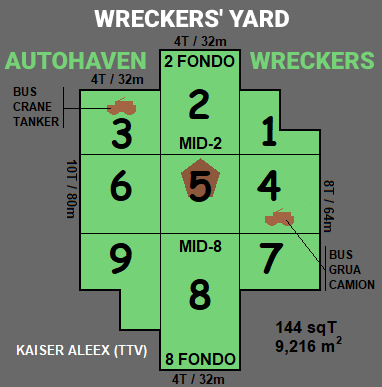 WRECKERS' YARD
4T / 32m
AUTOHAVEN
WRECKERS
4T / 32m
2 FONDO
BUS
CRANE
TANKER
2
3
1
MID-2
10T / 80m
6
5
4
8T / 64m
9
MID-8
7
BUS
GRUA
CAMION
8
144 sqT
9,216 m²
KAISER ALEEX (TTV)
8 FONDO
4T / 32m